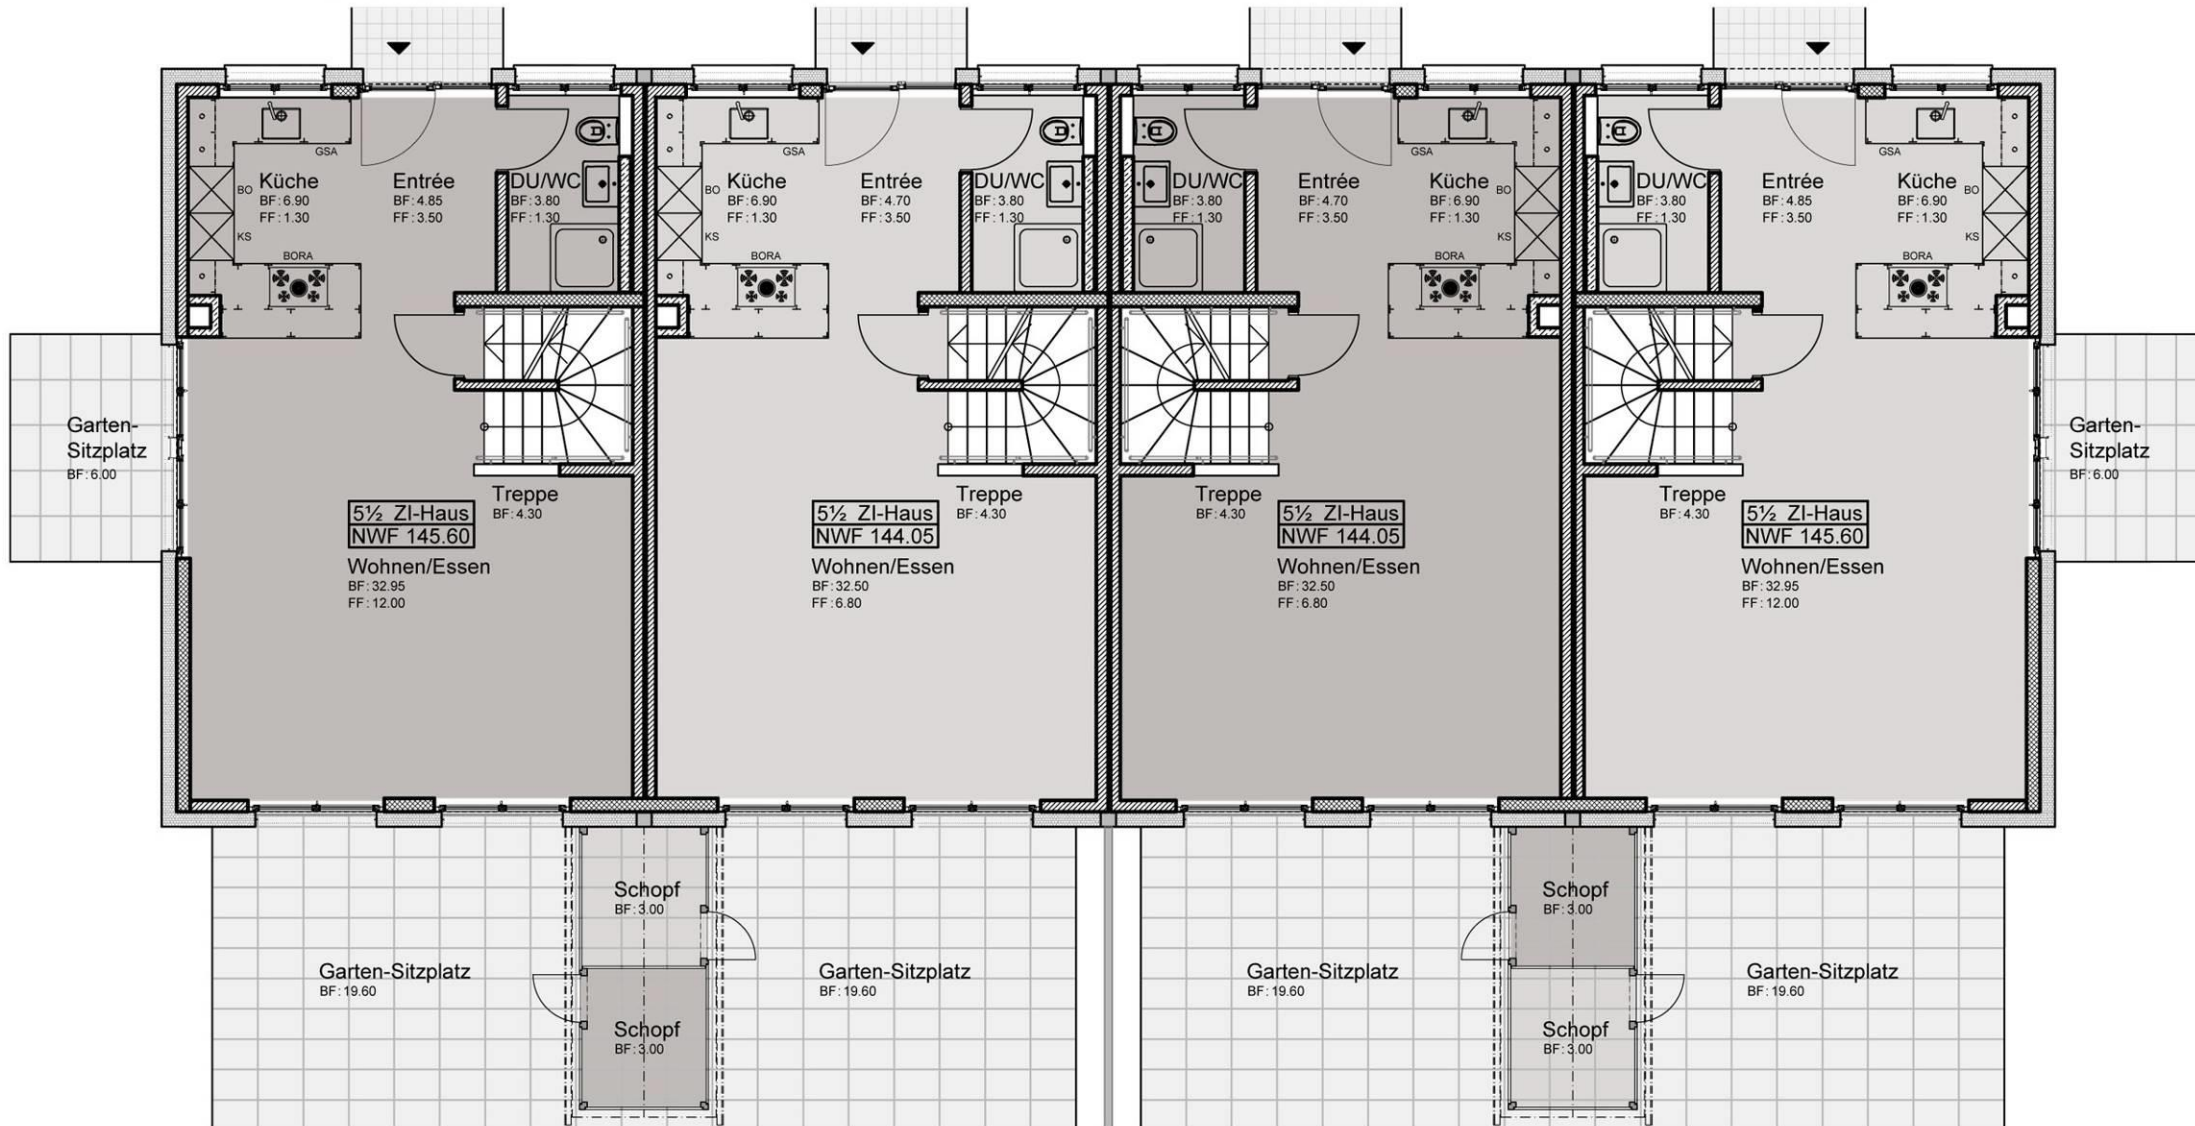 GSA
BO
Küche
BF: 6.90
FF: 1.30
KS
BORA
Entrée
BF: 4.85
FF: 3.50
DU/WC
BF: 3.80
FF: 1.30
GSA
BO
Küche
BF: 6.90
FF: 1.30
KS
BORA
Entrée
BF: 4.70
FF: 3.50
DU/WC
BF: 3.80
FF: 1.30
DU/WC
BF: 3.80
FF: 1.30
Entrée
BF: 4.70
FF: 3.50
GSA
Küche
BF: 6.90
FF: 1.30
BO
KS
BORA
DU/WC
BF: 3.80
FF: 1.30
Entrée
BF: 4.85
FF: 3.50
GSA
Küche
BF: 6.90
FF: 1.30
BO
KS
BORA
Garten-
Sitzplatz
BF: 6.00
Treppe
BF: 4.30
5½ ZI-Haus
NWF 145.60
Wohnen/Essen
BF: 32.95
FF: 12.00
Treppe
BF: 4.30
5½ ZI-Haus
NWF 144.05
Wohnen/Essen
BF: 32.50
FF: 6.80
Treppe
BF: 4.30
5½ ZI-Haus
NWF 144.05
Wohnen/Essen
BF: 32.50
FF: 6.80
Treppe
BF: 4.30
5½ ZI-Haus
NWF 145.60
Wohnen/Essen
BF: 32.95
FF: 12.00
Garten-
Sitzplatz
BF: 6.00
Garten-Sitzplatz
BF: 19.60
Schopf
BF: 3.00
Schopf
BF: 3.00
Garten-Sitzplatz
BF: 19.60
Garten-Sitzplatz
BF: 19.60
Schopf
BF: 3.00
Schopf
BF: 3.00
Garten-Sitzplatz
BF: 19.60